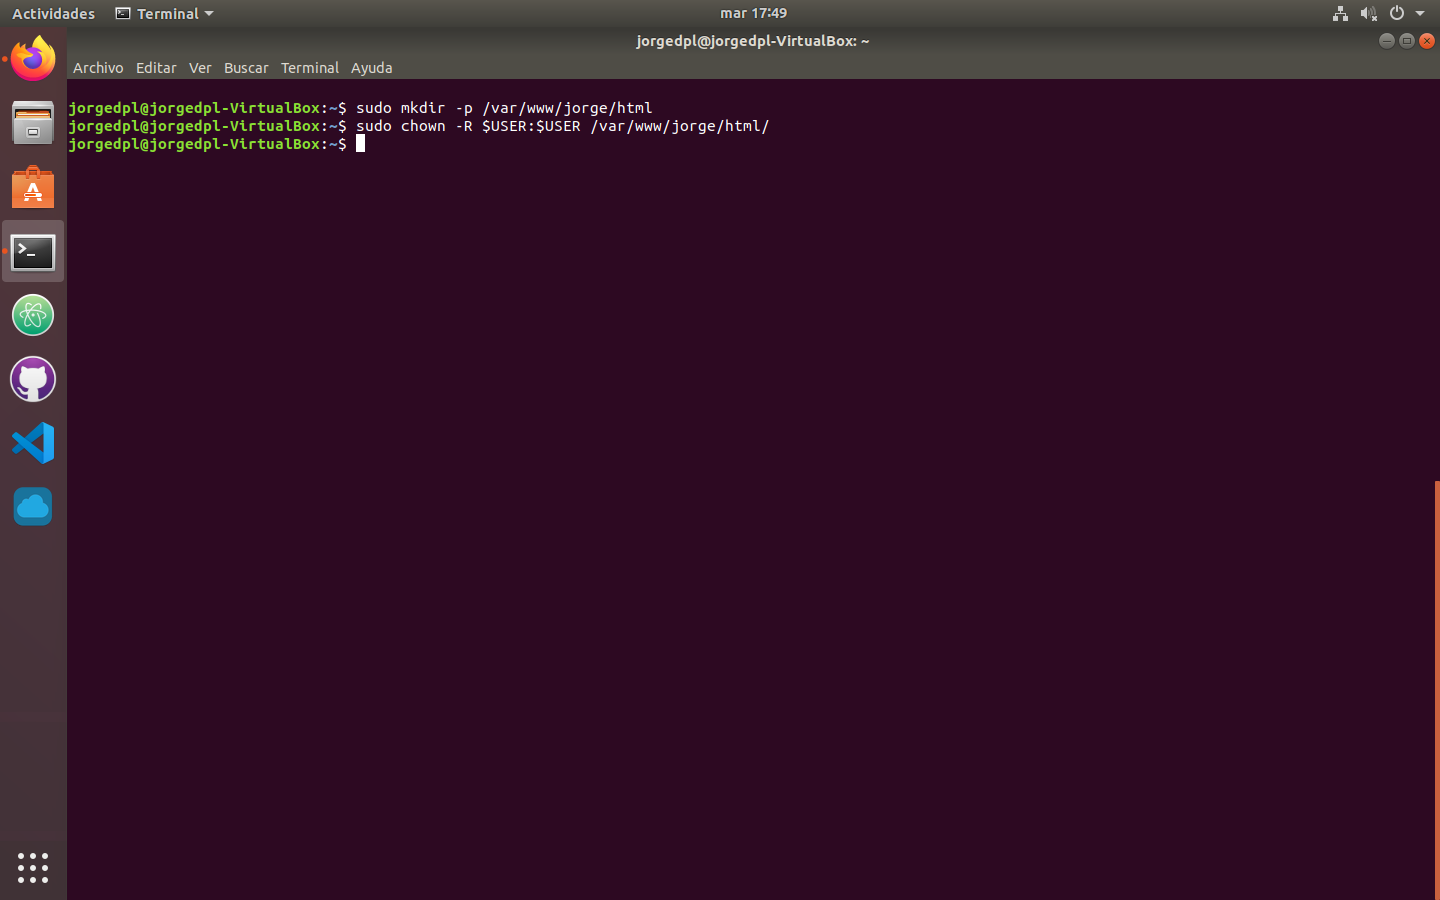 Actividades Terminal mar 17:49
jorgedpl@jorgedpl-VirtualBox: ~
Archivo Editar Ver Buscar Terminal Ayuda
jorgedpl@jorgedpl-VirtualBox:~$ sudo mkdir -p /var/www/jorge/html
jorgedpl@jorgedpl-VirtualBox:~$ sudo chown -R $USER:$USER /var/www/jorge/html/
jorgedpl@jorgedpl-VirtualBox:~$